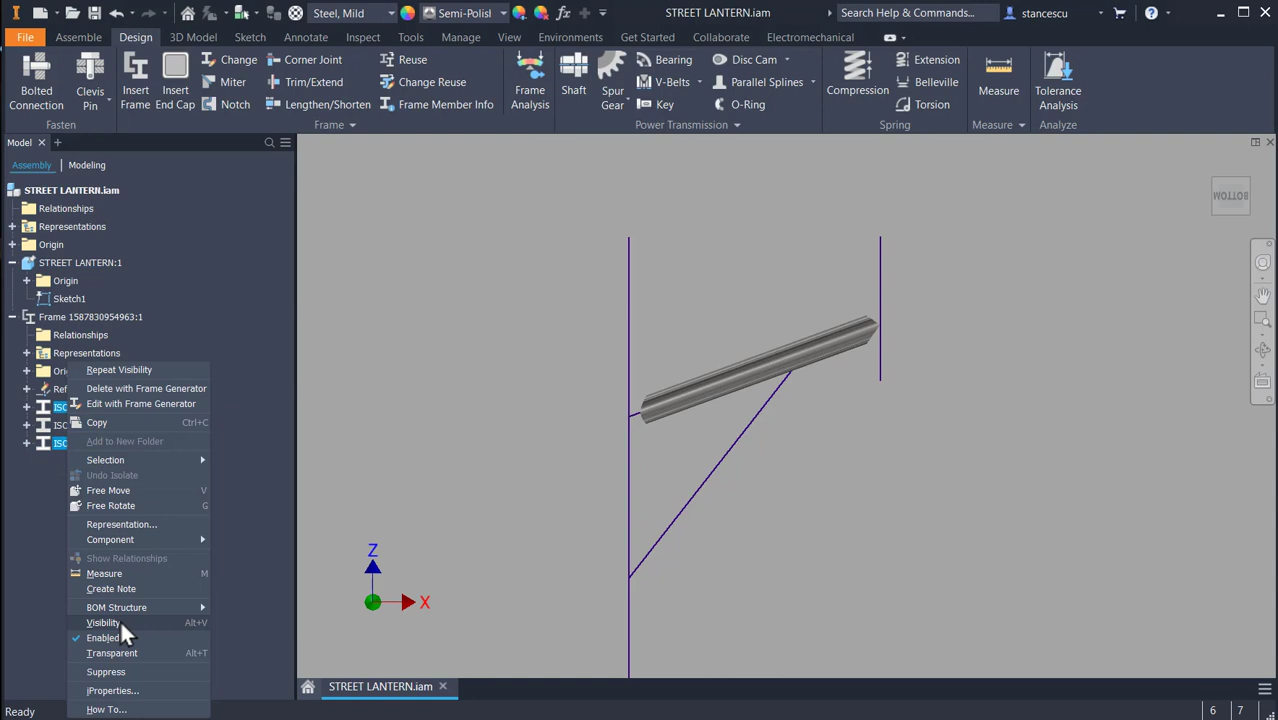 Steel, Mild
Semi-Polisl
STREET LANTERN.iam
Search Help & Commands...
stancescu
File
Assembly
Design
3D Model
Sketch
Annotate
Inspect
Tools
Manage
View
Environments
Get Started
Collaborate
Electromechanical
Bolted Connection
Clevis Pin
Insert Frame
Insert End Cap
Change
Miter
Notch
Corner Joint
Trim/Extend
Lengthen/Shorten
Reuse
Change Reuse
Frame Member Info
Frame Analysis
Shaft
Spur Gear
Bearing
V-Belts
Key
Disc Cam
Parallel Splines
O-Ring
Compression
Extension
Belleville
Torsion
Measure
Tolerance Analysis
Fasten
Frame
Power Transmission
Spring
Measure
Analyze
Model
Assembly
Modeling
STREET LANTERN.iam
Relationships
Representations
Origin
STREET LANTERN:1
Origin
Sketch1
Frame 1587830954963:1
Relationships
Representations
Ori
Ref
ISO
ISO
ISO
Repeat Visibility
Delete with Frame Generator
Edit with Frame Generator
Copy Ctrl+C
Add to New Folder
Selection
Undo Isolate
Free Move V
Free Rotate G
Representation...
Component
Show Relationships
Measure M
Create Note
BOM Structure
Visibility Alt+V
Enabled
Transparent Alt+T
Suppress
iProperties...
How To...
BOTTOM
Z
X
STREET LANTERN.iam
Ready
6 7